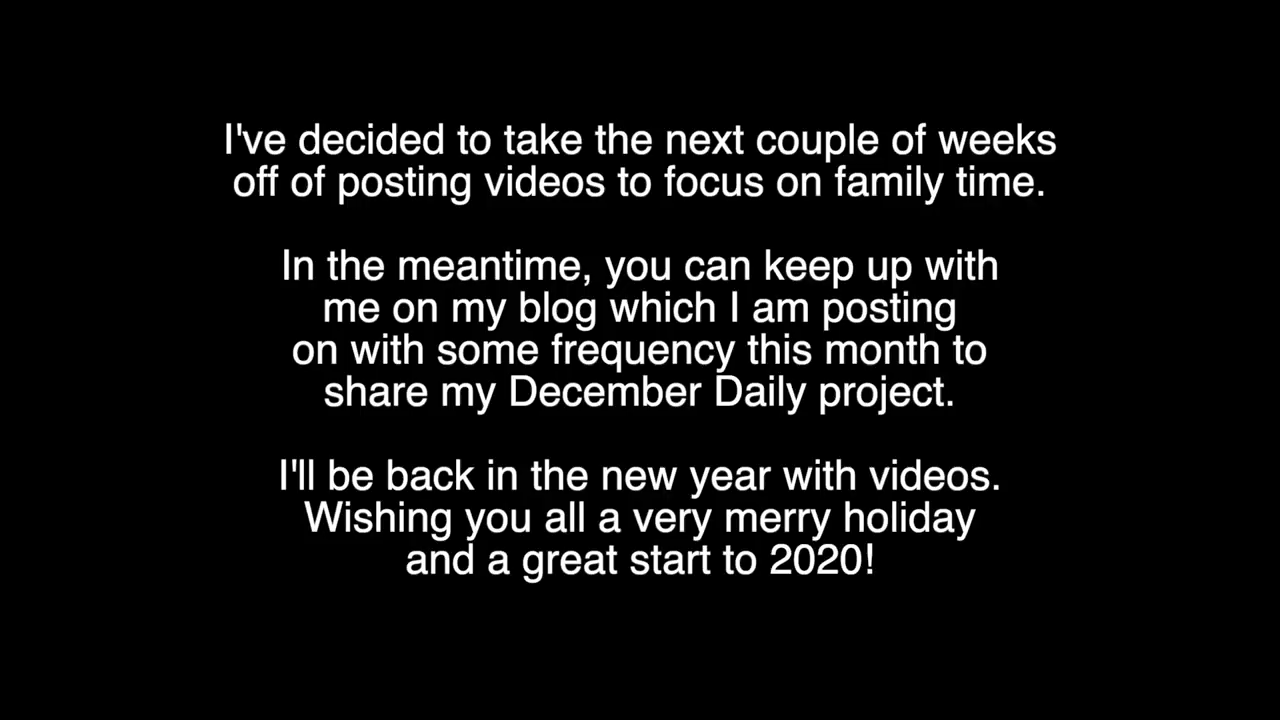 I've decided to take the next couple of weeks
off of posting videos to focus on family time.
In the meantime, you can keep up with
me on my blog which I am posting
on with some frequency this month to
share my December Daily project.
I'll be back in the new year with videos.
Wishing you all a very merry holiday
and a great start to 2020!